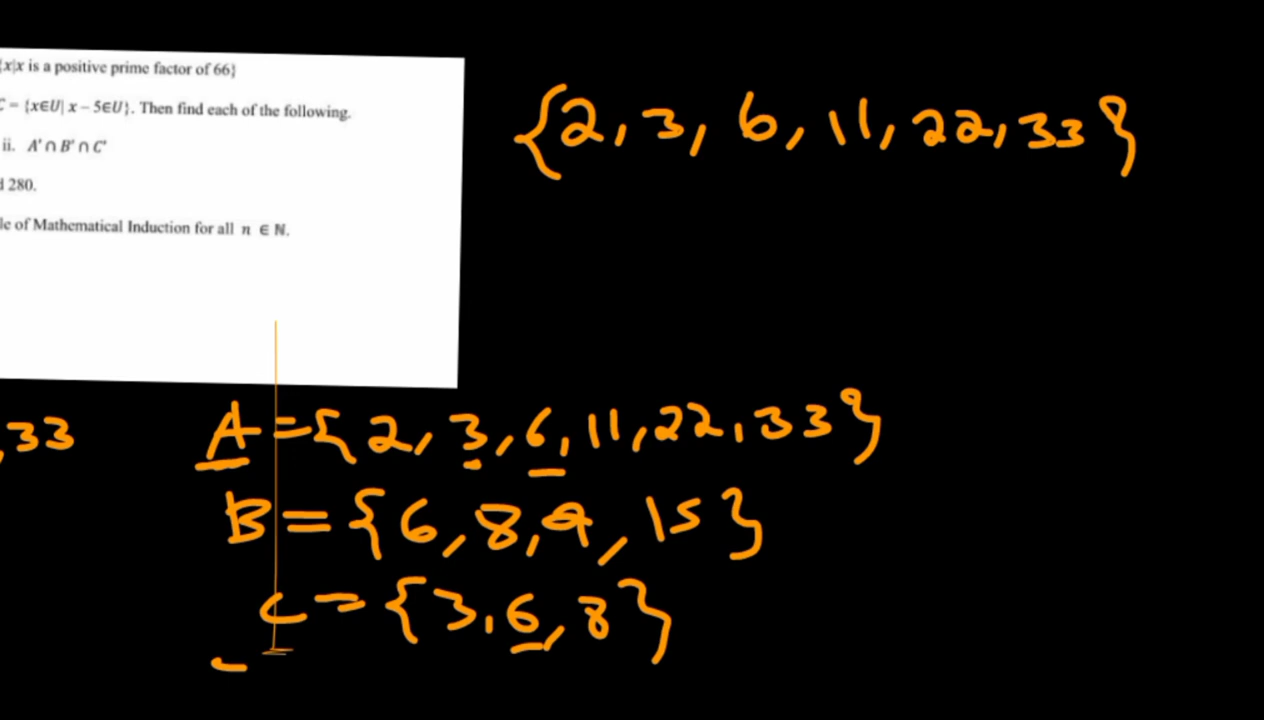 {x|x is a positive prime factor of 66}
C = {x∈U| x – 5∈U}. Then find each of the following.
ii. A' ∩ B' ∩ C'
d 280.
le of Mathematical Induction for all n ∈ ℕ.
{2, 3, 6, 11, 22, 33}
,33
A = {2, 3, 6, 11, 22, 33}
B = {6, 8, 9, 15}
C = {3, 6, 8}